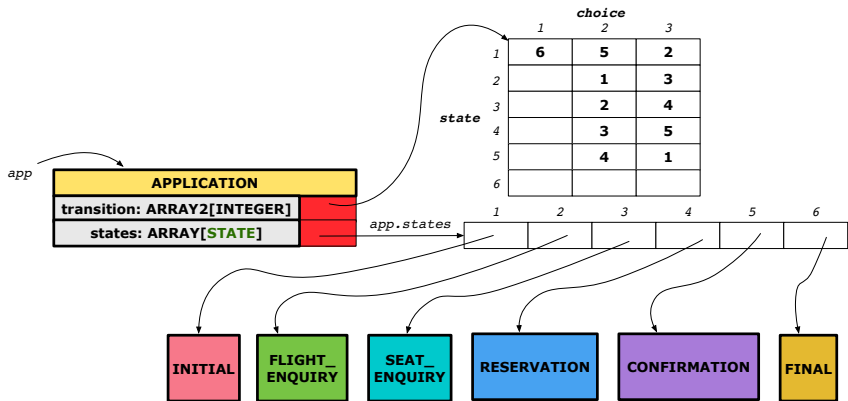 choice
1 2 3
1 6 5 2
2 1 3
3 2 4
state
4 3 5
5 4 1
6
app
APPLICATION
transition: ARRAY2[INTEGER]
states: ARRAY[STATE]
app.states
1 2 3 4 5 6
INITIAL
FLIGHT_
ENQUIRY
SEAT_
ENQUIRY
RESERVATION
CONFIRMATION
FINAL